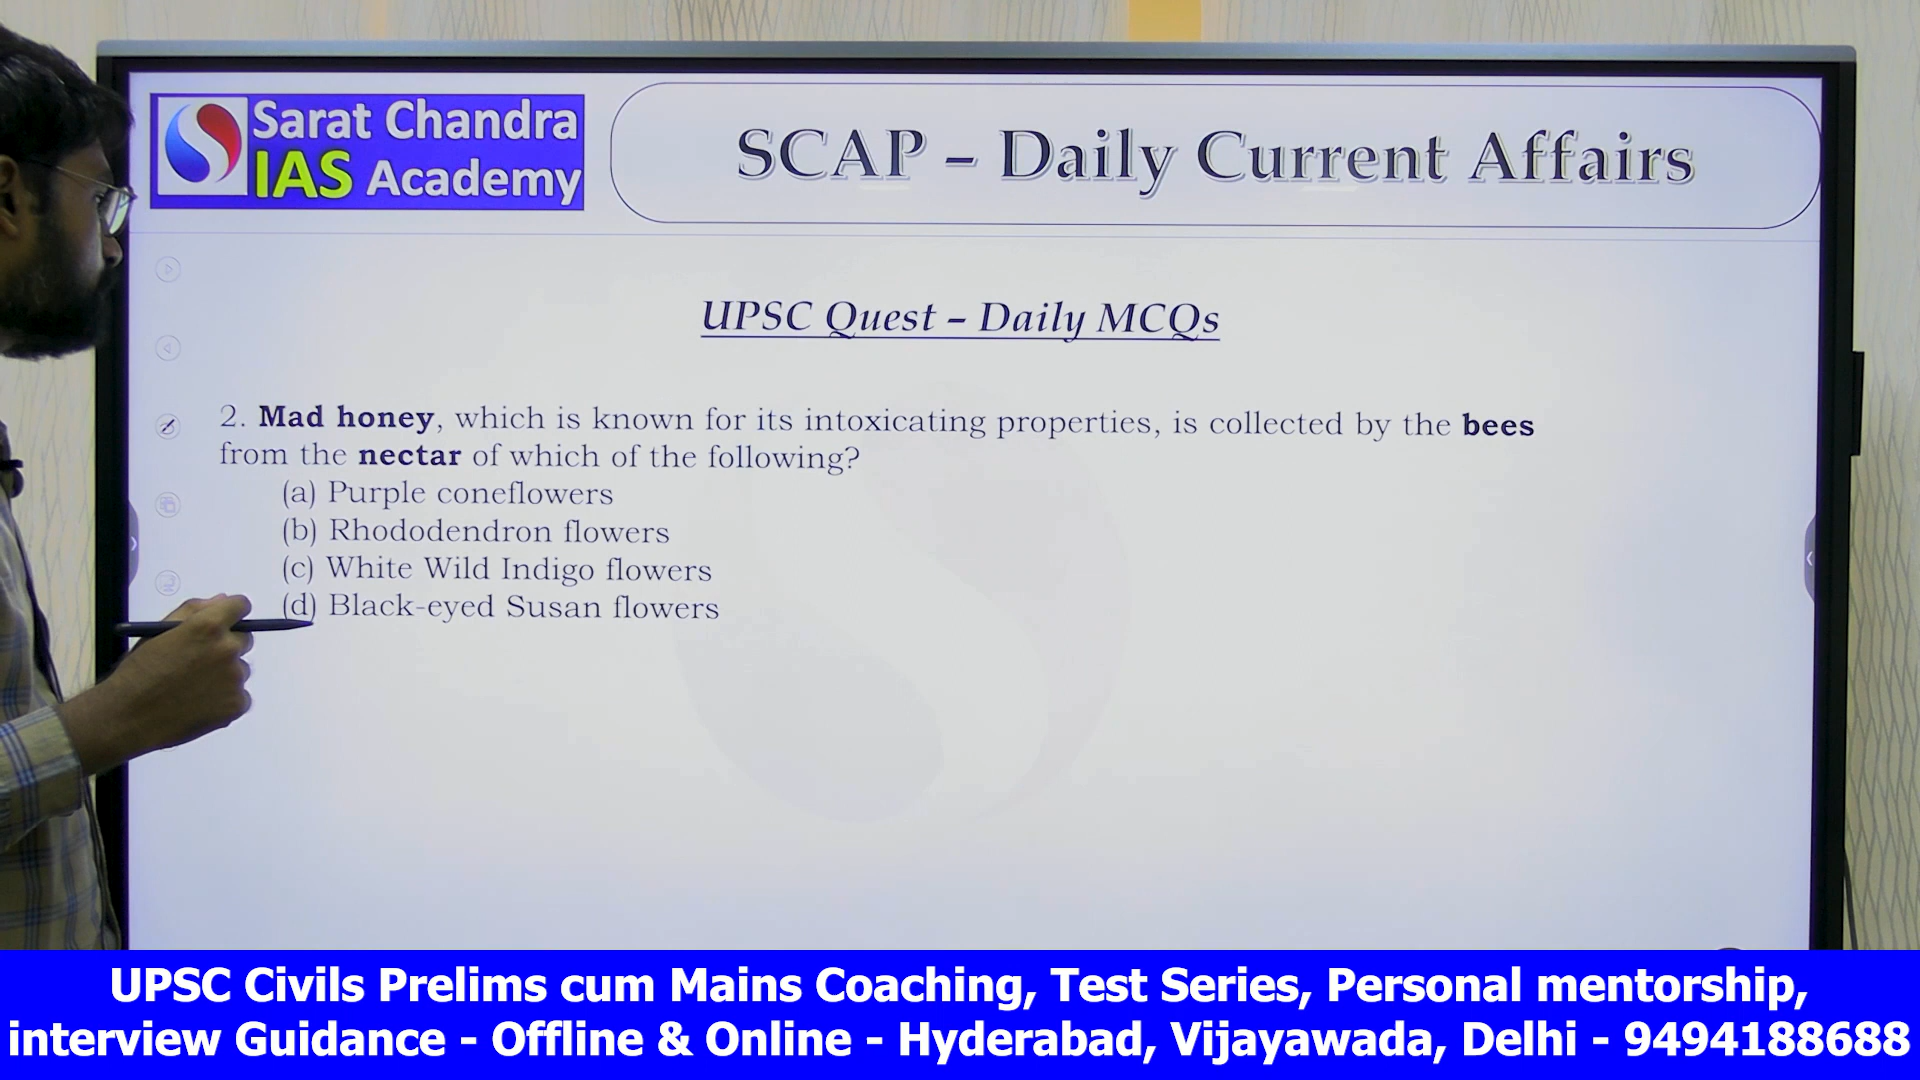 Sarat Chandra
IAS Academy
SCAP – Daily Current Affairs
UPSC Quest – Daily MCQs
2. Mad honey, which is known for its intoxicating properties, is collected by the bees
from the nectar of which of the following?
(a) Purple coneflowers
(b) Rhododendron flowers
(c) White Wild Indigo flowers
(d) Black-eyed Susan flowers
UPSC Civils Prelims cum Mains Coaching, Test Series, Personal mentorship,
interview Guidance - Offline & Online - Hyderabad, Vijayawada, Delhi - 9494188688